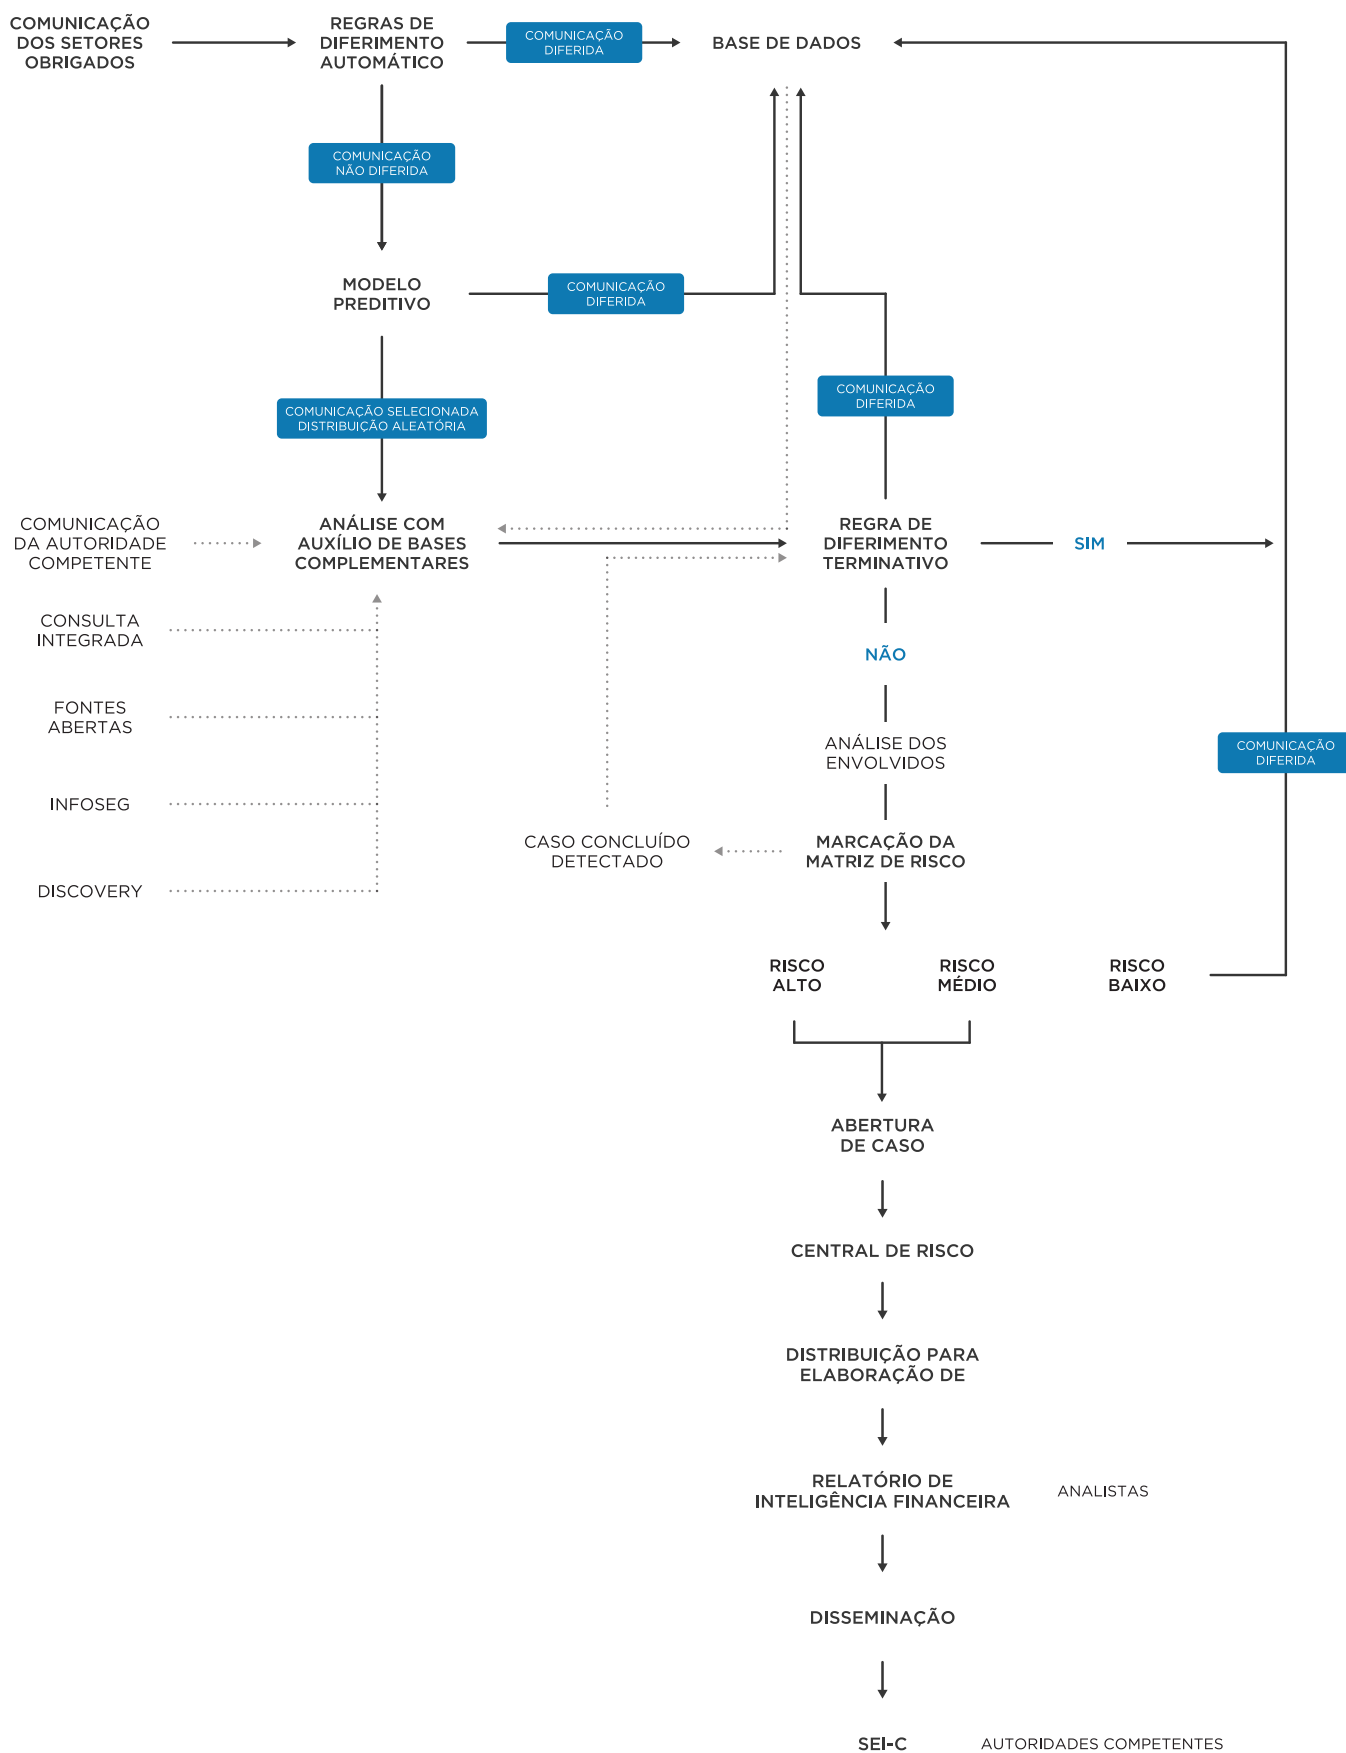 COMUNICAÇÃO
DOS SETORES
OBRIGADOS
REGRAS DE
DIFERIMENTO
AUTOMÁTICO
COMUNICAÇÃO
DIFERIDA
BASE DE DADOS
COMUNICAÇÃO
NÃO DIFERIDA
MODELO
PREDITIVO
COMUNICAÇÃO
DIFERIDA
COMUNICAÇÃO
DIFERIDA
COMUNICAÇÃO SELECIONADA
DISTRIBUIÇÃO ALEATÓRIA
COMUNICAÇÃO
DA AUTORIDADE
COMPETENTE
ANÁLISE COM
AUXÍLIO DE BASES
COMPLEMENTARES
REGRA DE
DIFERIMENTO
TERMINATIVO
SIM
CONSULTA
INTEGRADA
NÃO
FONTES
ABERTAS
ANÁLISE DOS
ENVOLVIDOS
COMUNICAÇÃO
DIFERIDA
INFOSEG
CASO CONCLUÍDO
DETECTADO
MARCAÇÃO DA
MATRIZ DE RISCO
DISCOVERY
RISCO
ALTO
RISCO
MÉDIO
RISCO
BAIXO
ABERTURA
DE CASO
CENTRAL DE RISCO
DISTRIBUIÇÃO PARA
ELABORAÇÃO DE
RELATÓRIO DE
INTELIGÊNCIA FINANCEIRA
ANALISTAS
DISSEMINAÇÃO
SEI-C
AUTORIDADES COMPETENTES